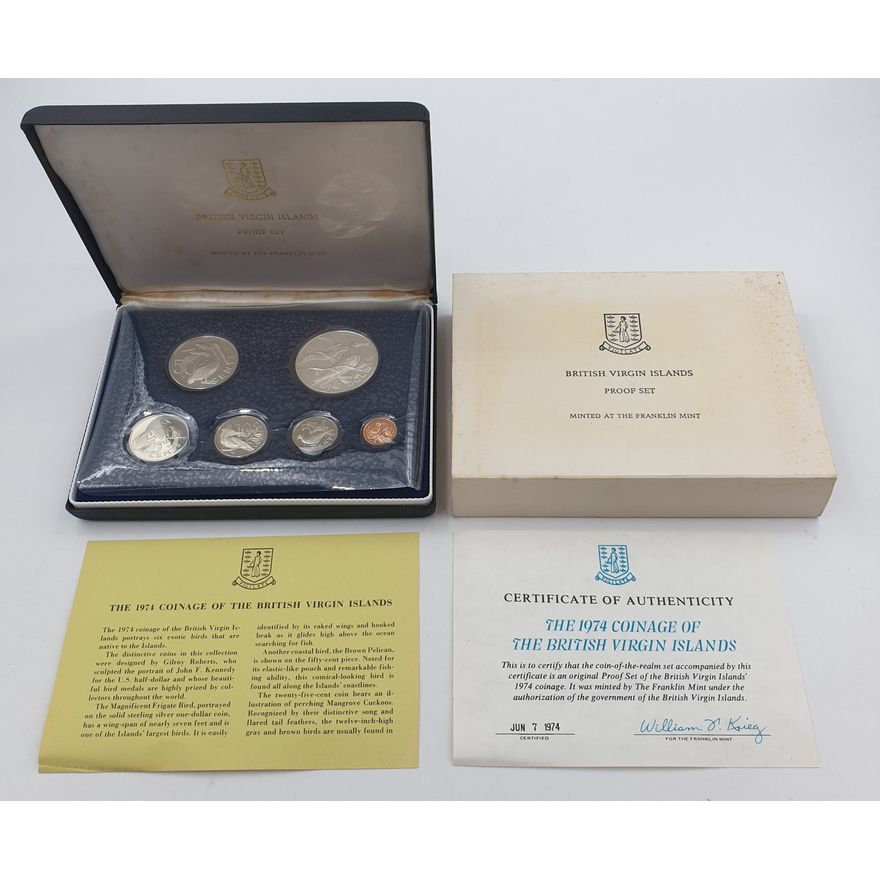 VIGILATE
BRITISH VIRGIN ISLANDS
PROOF SET
MINTED AT THE FRANKLIN MINT
50
CENTS
VIGILATE
BRITISH VIRGIN ISLANDS
PROOF SET
MINTED AT THE FRANKLIN MINT
VIGILATE
THE 1974 COINAGE OF THE BRITISH VIRGIN ISLANDS
The 1974 coinage of the British Virgin Is-
lands portrays six exotic birds that are
native to the Islands.
The distinctive coins in this collection
were designed by Gilroy Roberts, who
sculpted the portrait of John F. Kennedy
for the U.S. half-dollar and whose beauti-
ful bird medals are highly prized by col-
lectors throughout the world.
The Magnificent Frigate Bird, portrayed
on the solid sterling silver one-dollar coin,
has a wing-span of nearly seven feet and is
one of the Islands' largest birds. It is easily
identified by its raked wings and hooked
beak as it glides high above the ocean
searching for fish.
Another coastal bird, the Brown Pelican,
is shown on the fifty-cent piece. Noted for
its elastic-like pouch and remarkable fish-
ing ability, this comical-looking bird is
found all along the Islands' coastlines.
The twenty-five-cent coin bears an il-
lustration of perching Mangrove Cuckoos.
Recognized by their distinctive song and
flared tail feathers, the twelve-inch-high
gray and brown birds are usually found in
VIGILATE
CERTIFICATE OF AUTHENTICITY
THE 1974 COINAGE OF
THE BRITISH VIRGIN ISLANDS
This is to certify that the coin-of-the-realm set accompanied by this
certificate is an original Proof Set of the British Virgin Islands'
1974 coinage. It was minted by The Franklin Mint under the
authorization of the government of the British Virgin Islands.
JUN 7 1974
William T. Krieg
CERTIFIED
FOR THE FRANKLIN MINT